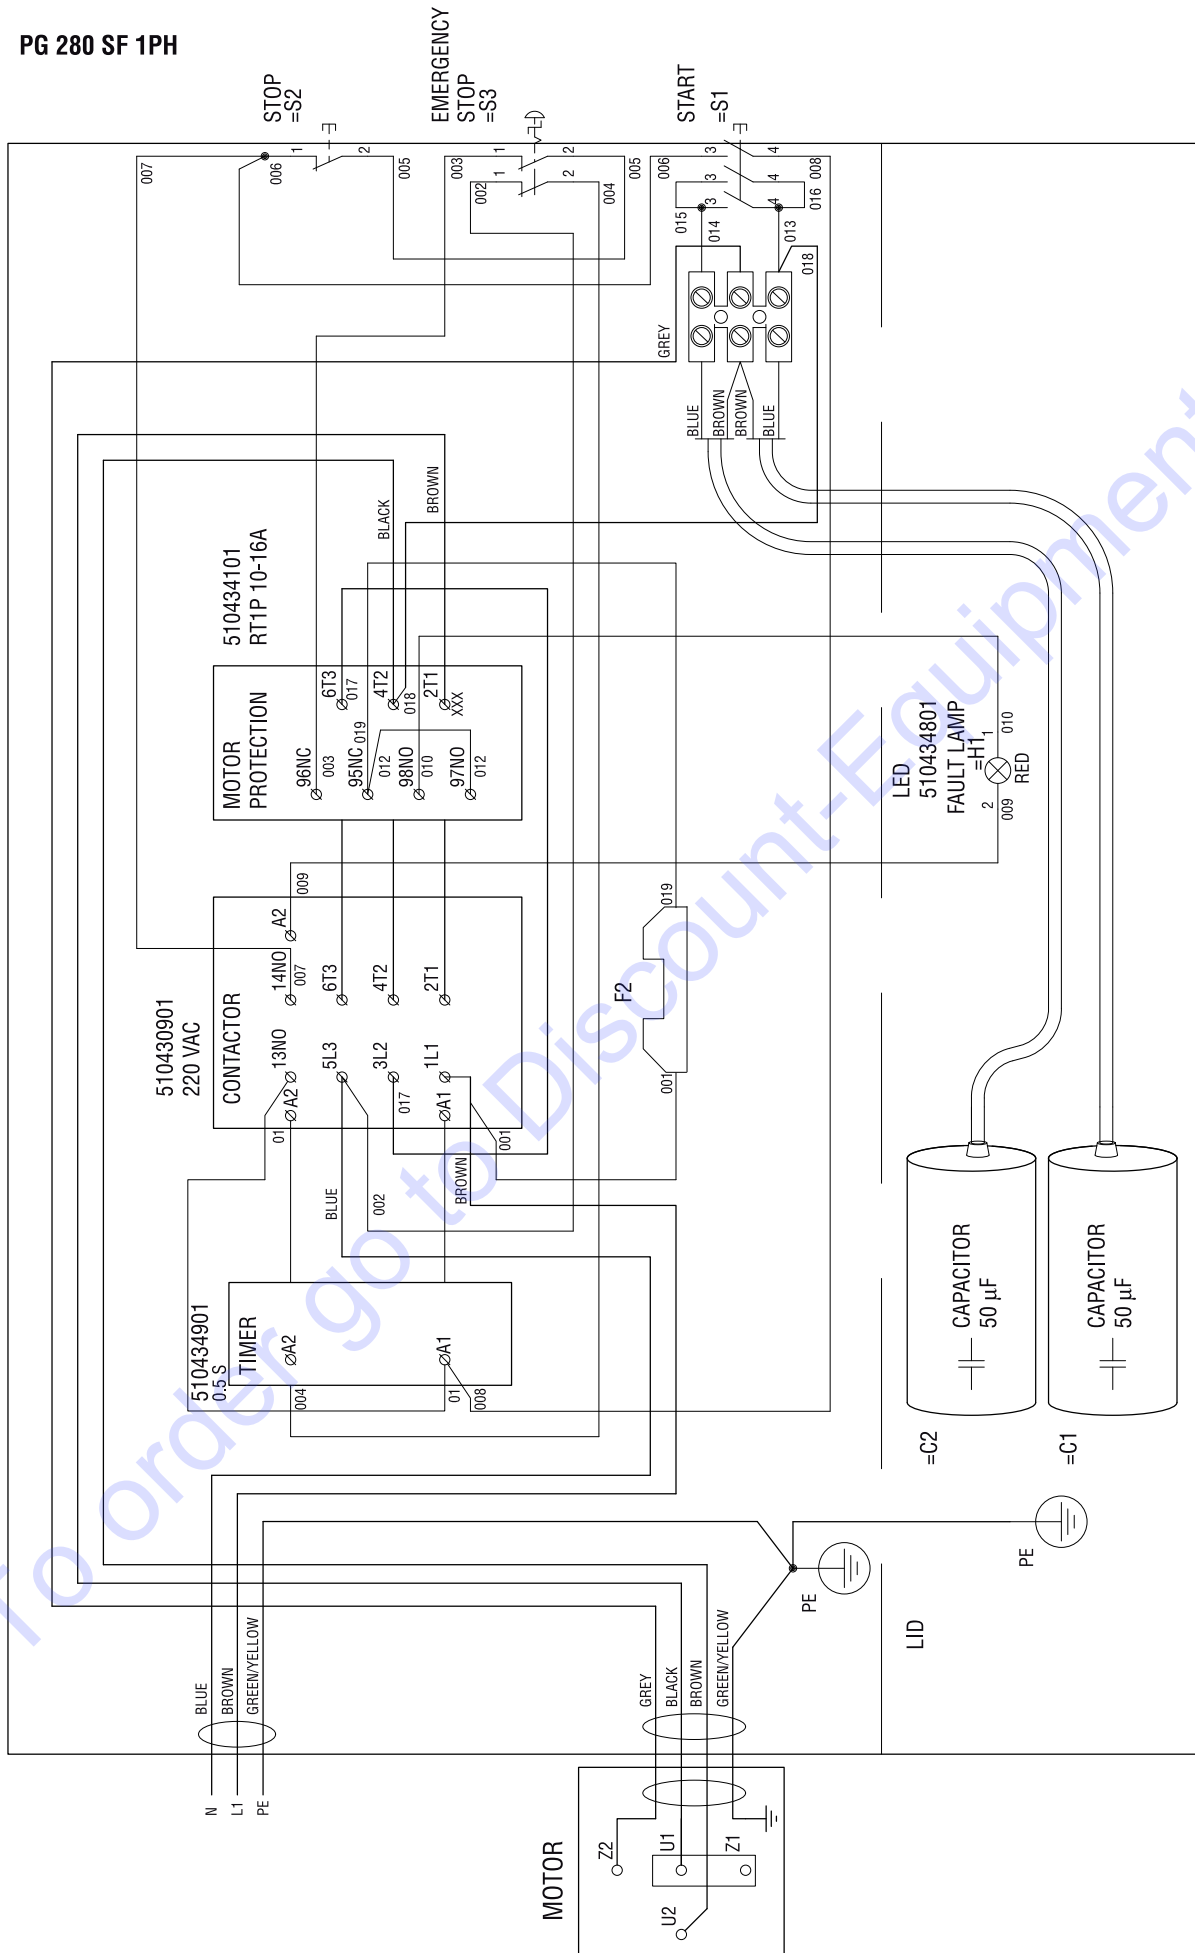 PG 280 SF 1PH
STOP
=S2
EMERGENCY
STOP
=S3
START
=S1
1
2
1
2
1
2
3
4
3
4
3
4
007
006
005
003
002
005
004
006
008
016
015
014
013
018
GREY
BLUE
BROWN
BROWN
BLUE
BLACK
BROWN
510434101
RT1P 10-16A
MOTOR
PROTECTION
6T3
017
4T2
018
2T1
XXX
96NC
003
95NC
019
012
98NO
010
97NO
012
LED
510434801
FAULT LAMP
=H1
1
010
RED
2
009
009
510430901
220 VAC
CONTACTOR
A2
14NO
007
6T3
4T2
2T1
13NO
5L3
3L2
017
1L1
A2
A1
01
001
F2
019
001
BLUE
002
BROWN
510434901
0.5 S
TIMER
A2
A1
004
01
008
CAPACITOR
50 µF
=C2
CAPACITOR
50 µF
=C1
PE
PE
LID
BLUE
BROWN
GREEN/YELLOW
N
L1
PE
GREY
BLACK
BROWN
GREEN/YELLOW
MOTOR
Z2
U1
Z1
U2
To order go to Discount-Equipment